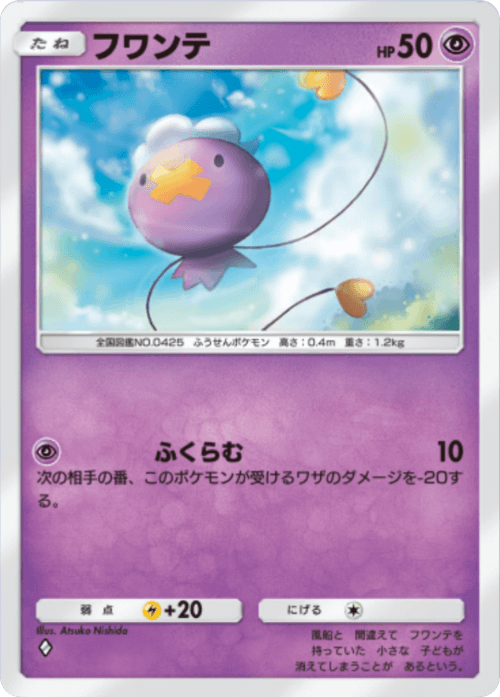 たね フワンテ HP50
全国図鑑NO.0425 ふうせんポケモン 高さ:0.4m 重さ:1.2kg
ふくらむ 10
次の相手の番、このポケモンが受けるワザのダメージを-20す
る。
弱点 +20 にげる
Illus. Atsuko Nishida
風船と 間違えて フワンテを
持っていた 小さな 子どもが
消えてしまうことが あるという。